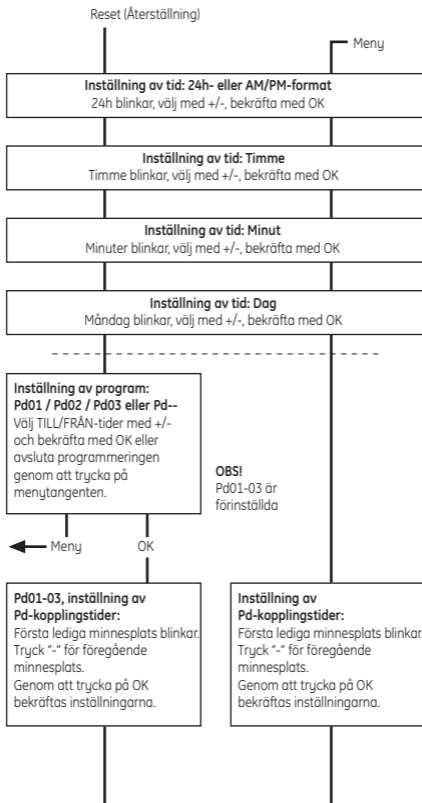 Reset (Återställning)
Meny
Inställning av tid: 24h- eller AM/PM-format
24h blinkar, välj med +/-, bekräfta med OK
Inställning av tid: Timme
Timme blinkar, välj med +/-, bekräfta med OK
Inställning av tid: Minut
Minuter blinkar, välj med +/-, bekräfta med OK
Inställning av tid: Dag
Måndag blinkar, välj med +/-, bekräfta med OK
Inställning av program:
Pd01 / Pd02 / Pd03 eller Pd--
Välj TILL/FRÅN-tider med +/-
och bekräfta med OK eller
avsluta programmeringen
genom att trycka på
menytangenten.
OBS!
Pd01-03 är
förinställda
Meny
OK
Pd01-03, inställning av
Pd-kopplingstider:
Första lediga minnesplats blinkar.
Tryck "-" för föregående
minnesplats.
Genom att trycka på OK
bekräftas inställningarna.
Inställning av
Pd-kopplingstider:
Första lediga minnesplats blinkar.
Tryck "-" för föregående
minnesplats.
Genom att trycka på OK
bekräftas inställningarna.